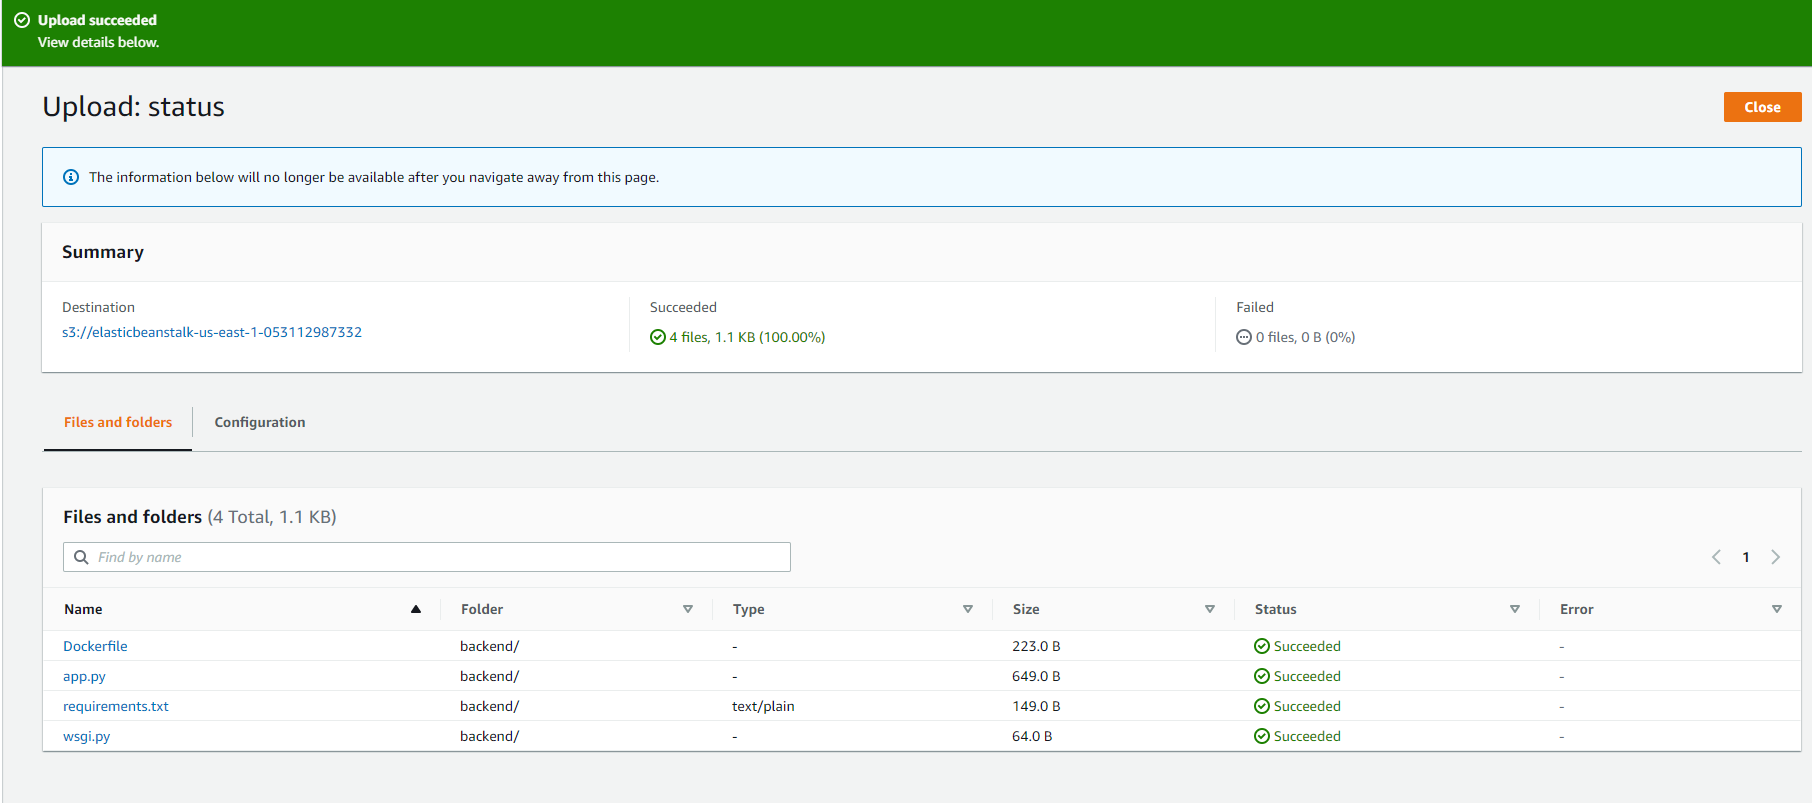 Upload succeeded
View details below.
Upload: status
Close
The information below will no longer be available after you navigate away from this page.
Summary
Destination
s3://elasticbeanstalk-us-east-1-053112987332
Succeeded
4 files, 1.1 KB (100.00%)
Failed
0 files, 0 B (0%)
Files and folders
Configuration
Files and folders (4 Total, 1.1 KB)
Find by name
1
Name Folder Type Size Status Error
Dockerfile backend/ - 223.0 B Succeeded -
app.py backend/ - 649.0 B Succeeded -
requirements.txt backend/ text/plain 149.0 B Succeeded -
wsgi.py backend/ - 64.0 B Succeeded -